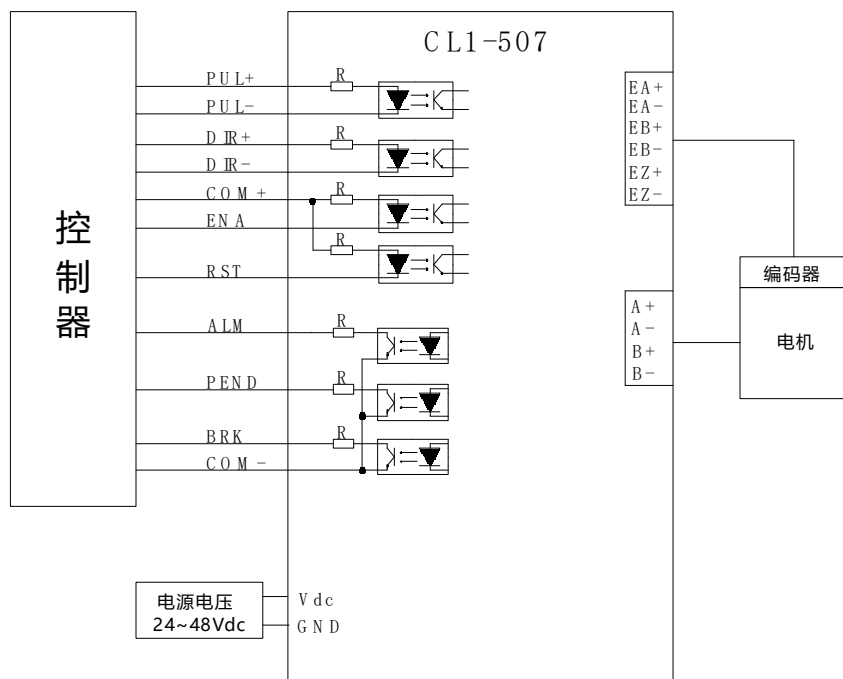 CL1-507
控制器
PUL+
R
PUL-
DIR+
R
DIR-
COM+
R
ENA
R
RST
ALM
R
PEND
R
BRK
R
COM-
EA+
EA-
EB+
EB-
EZ+
EZ-
编码器
电机
A+
A-
B+
B-
电源电压
24~48Vdc
Vdc
GND